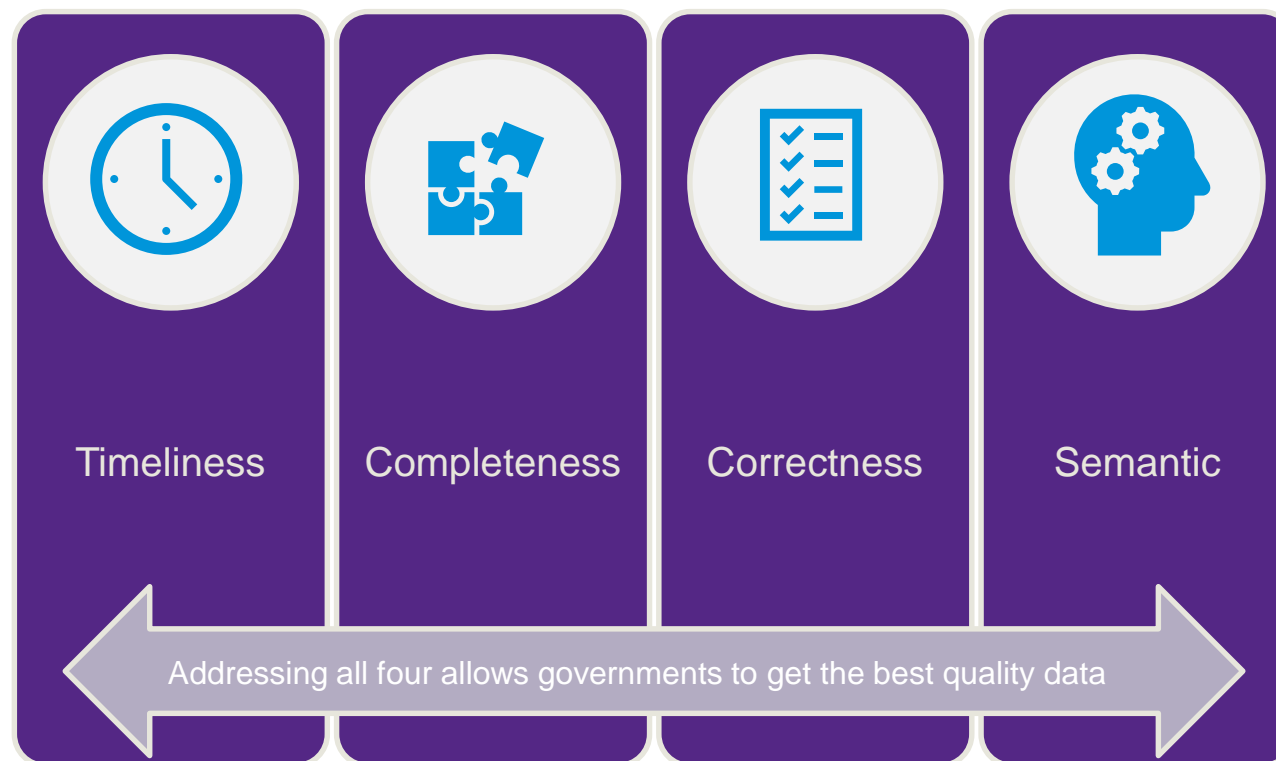 Timeliness
Completeness
Correctness
Semantic
Addressing all four allows governments to get the best quality data